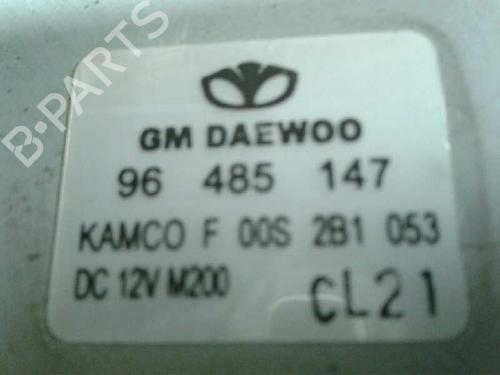 B-PARTS
GM DAEWOO
96 485 147
KAMCO F 00S 2B1 053
DC 12V M200
CL21